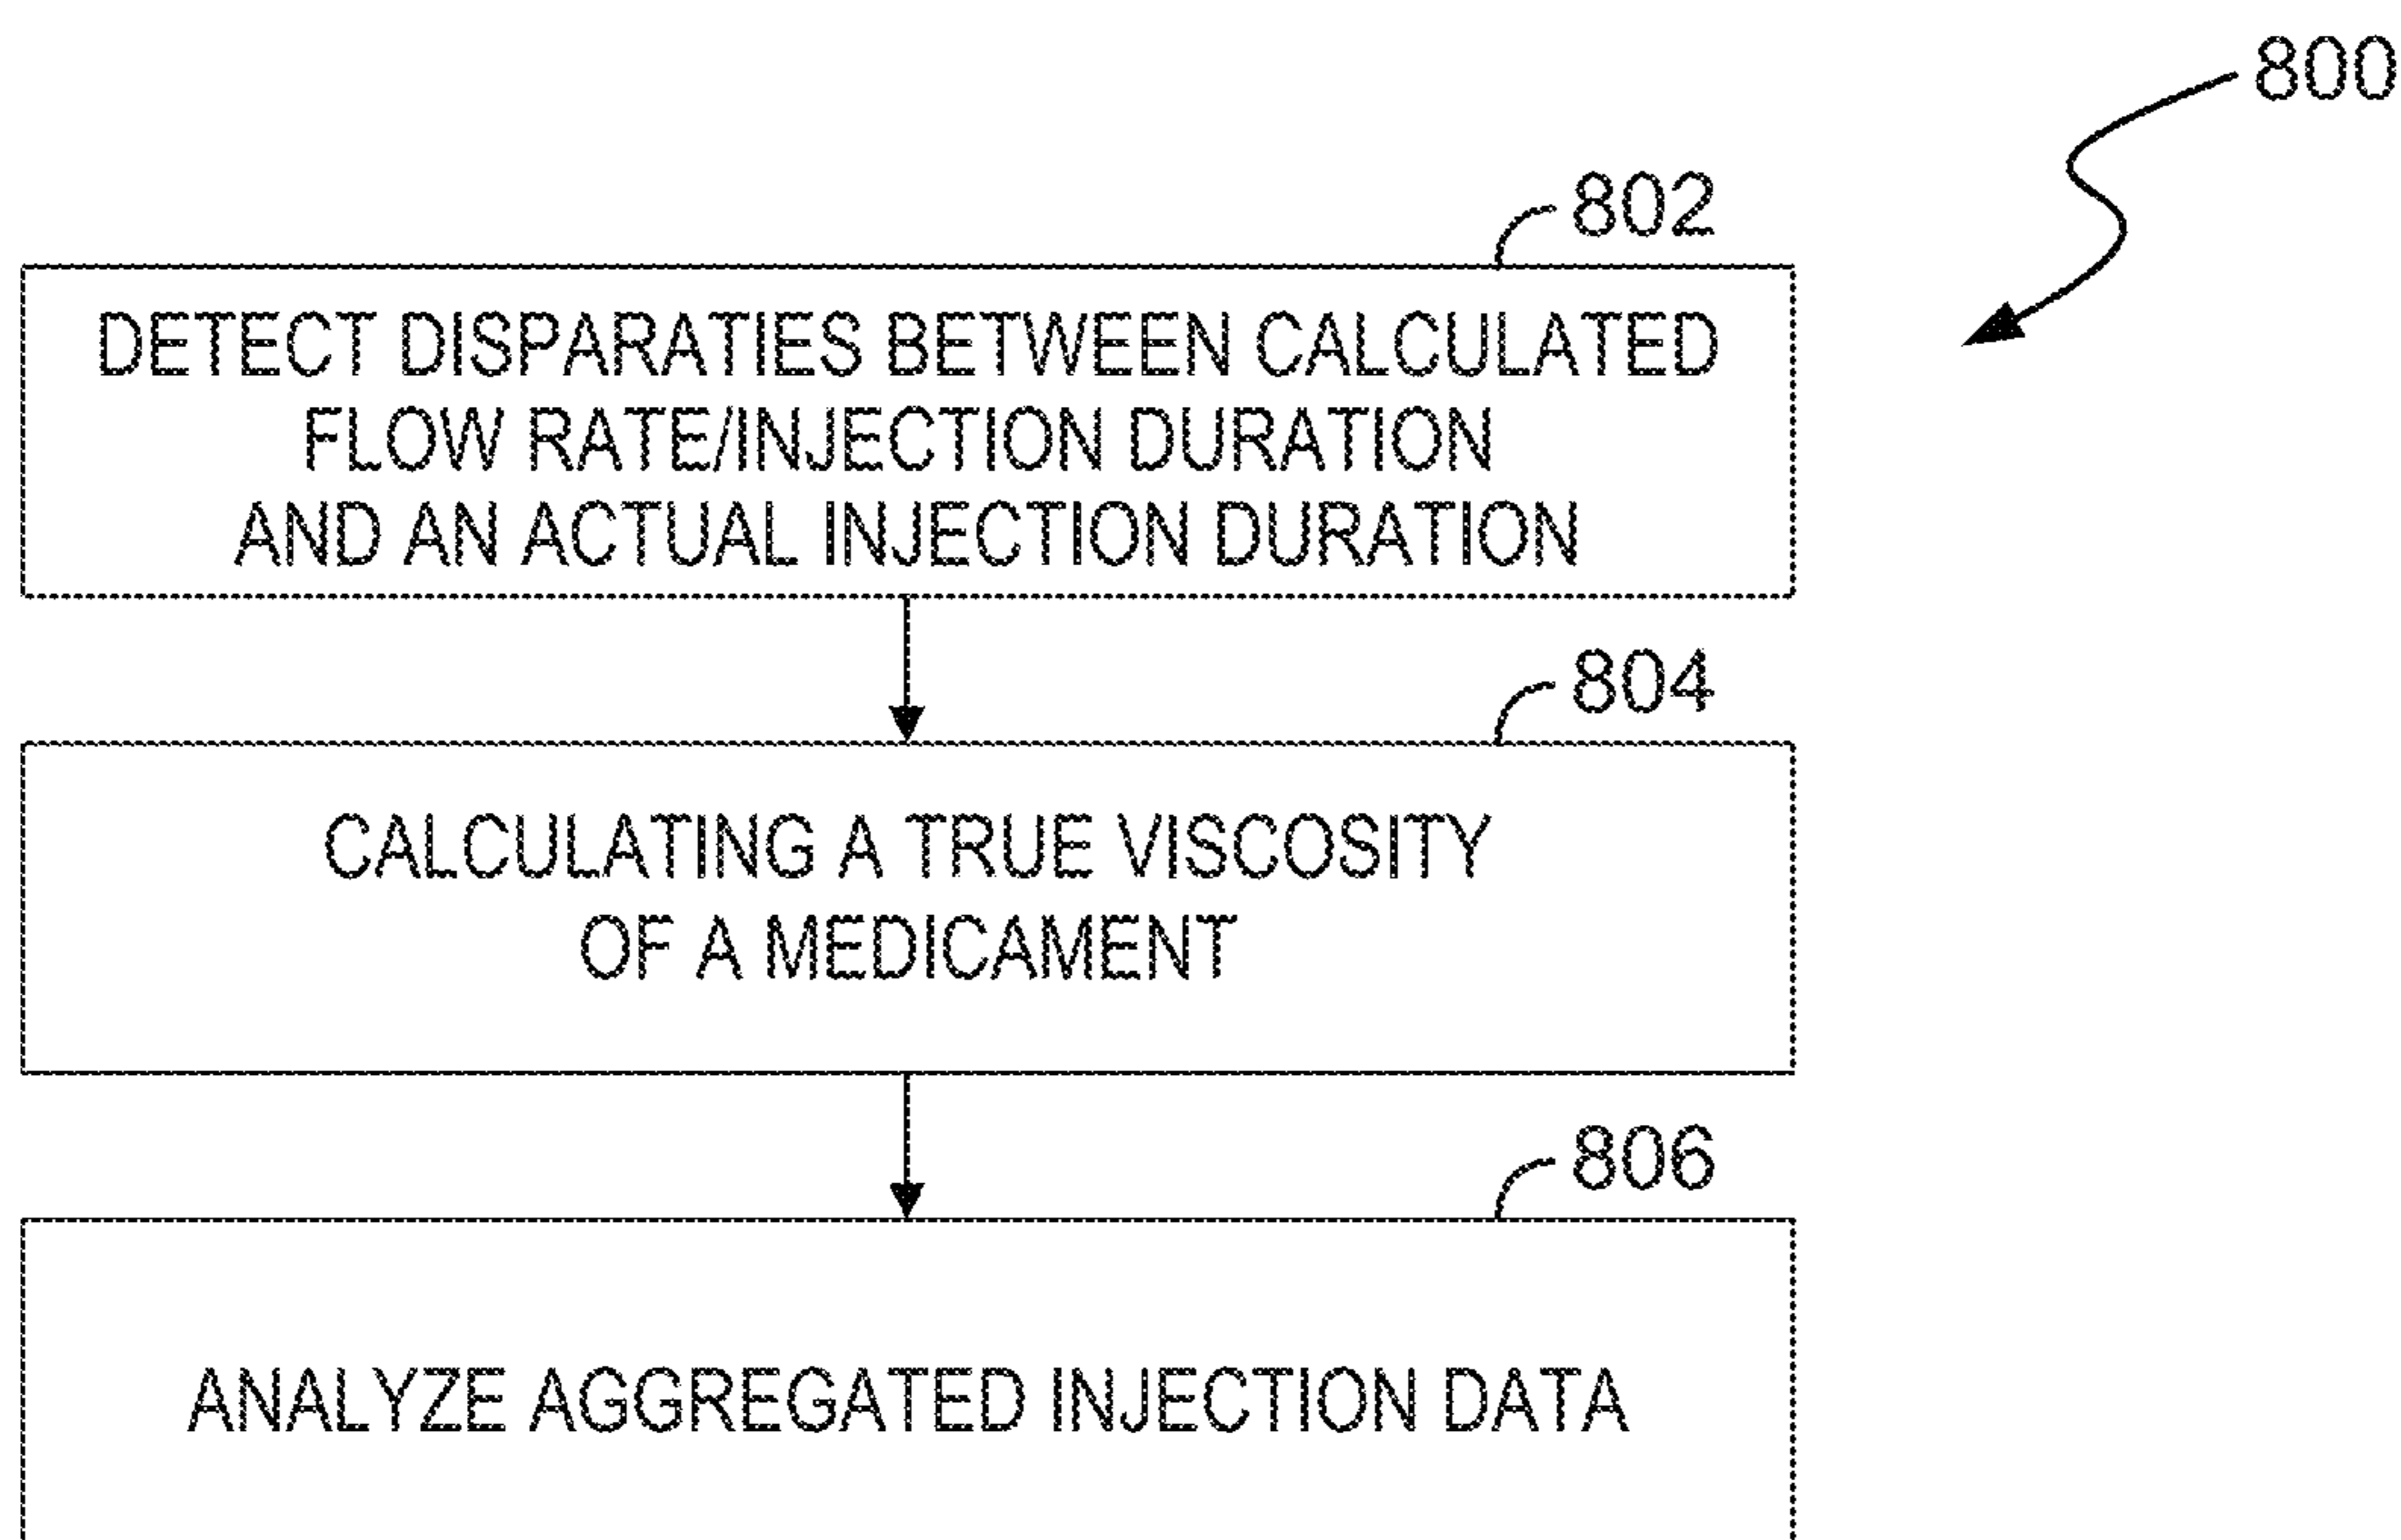 800
802
DETECT DISPARATIES BETWEEN CALCULATED
FLOW RATE/INJECTION DURATION
AND AN ACTUAL INJECTION DURATION
804
CALCULATING A TRUE VISCOSITY
OF A MEDICAMENT
806
ANALYZE AGGREGATED INJECTION DATA